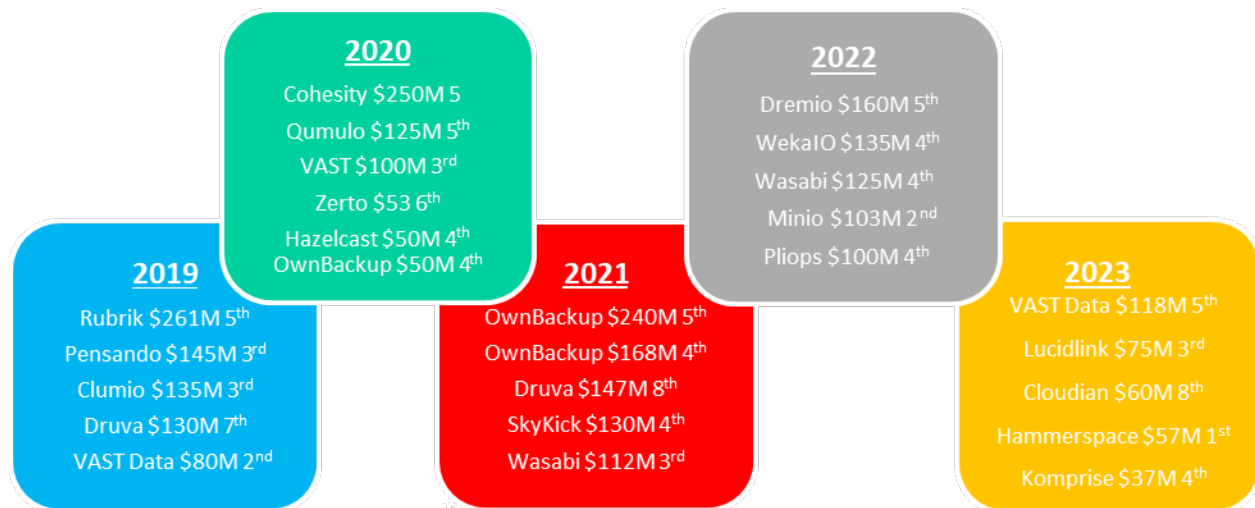 2019
Rubrik $261M 5th
Pensando $145M 3rd
Clumio $135M 3rd
Druva $130M 7th
VAST Data $80M 2nd
2020
Cohesity $250M 5
Qumulo $125M 5th
VAST $100M 3rd
Zerto $53 6th
Hazelcast $50M 4th
OwnBackup $50M 4th
2021
OwnBackup $240M 5th
OwnBackup $168M 4th
Druva $147M 8th
SkyKick $130M 4th
Wasabi $112M 3rd
2022
Dremio $160M 5th
WekaIO $135M 4th
Wasabi $125M 4th
Minio $103M 2nd
Pliops $100M 4th
2023
VAST Data $118M 5th
Lucidlink $75M 3rd
Cloudian $60M 8th
Hammerspace $57M 1st
Komprise $37M 4th